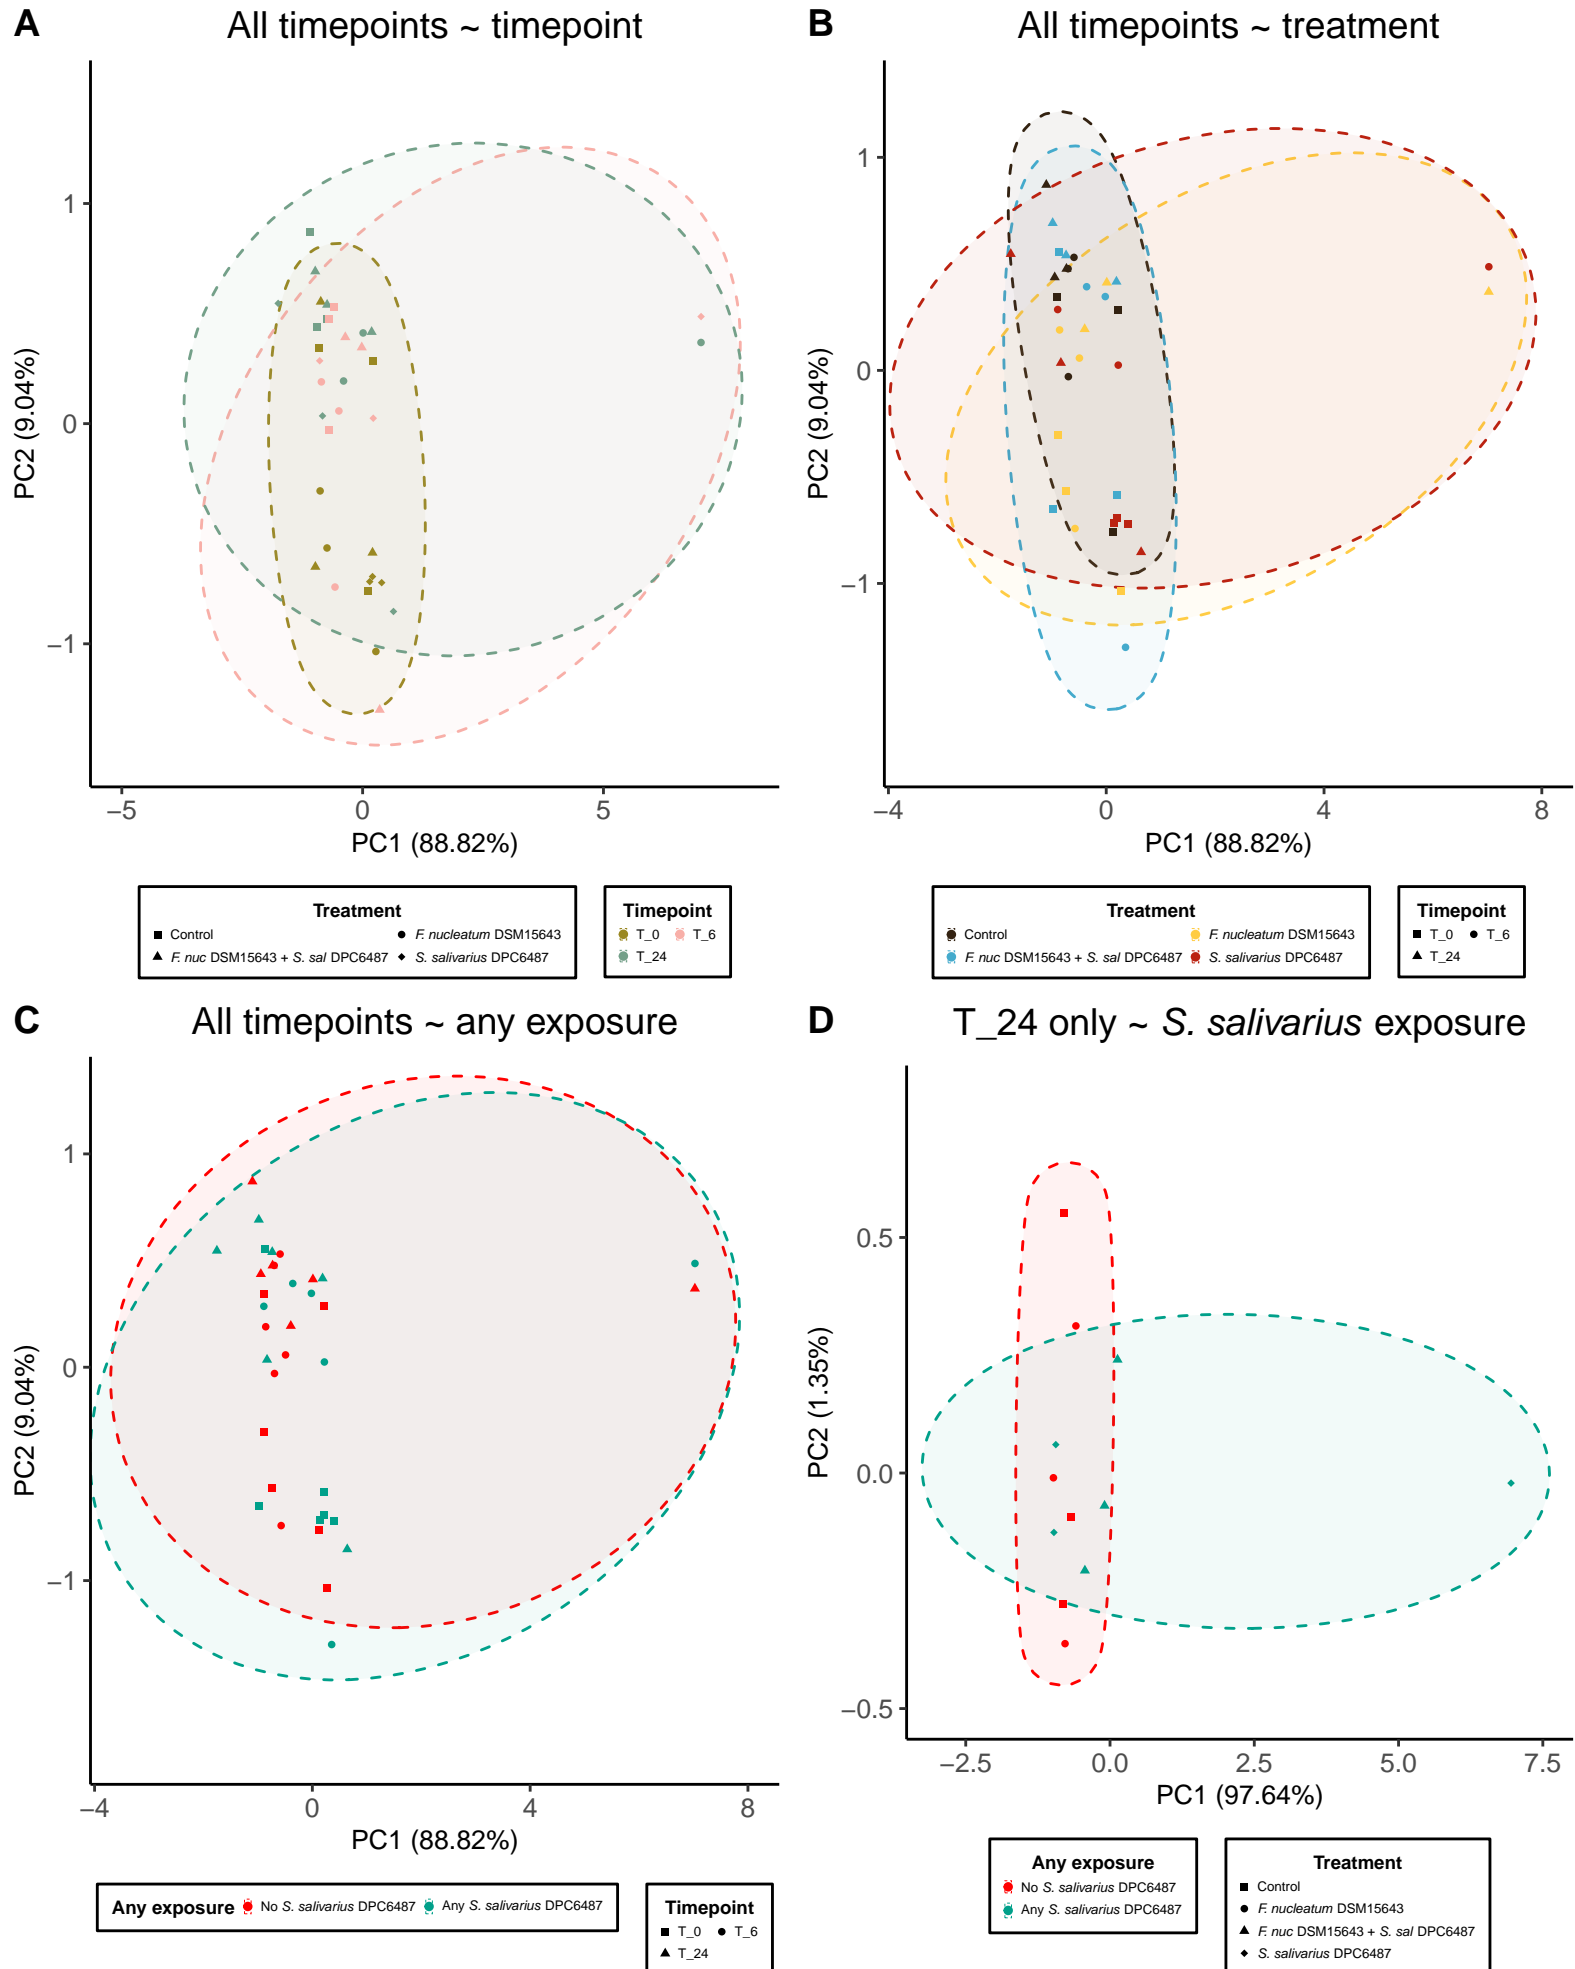 A All timepoints ~ timepoint
1
0
−1
PC2 (9.04%)
−5 0 5
PC1 (88.82%)
Treatment
Control F. nucleatum DSM15643
F. nuc DSM15643 + S. sal DPC6487 S. salivarius DPC6487
Timepoint
T_0 T_6
T_24
B All timepoints ~ treatment
1
0
−1
PC2 (9.04%)
−4 0 4 8
PC1 (88.82%)
Control F. nucleatum DSM15643
F. nuc DSM15643 + S. sal DPC6487 S. salivarius DPC6487
Timepoint
T_0 T_6
T_24
C All timepoints ~ any exposure
1
0
−1
PC2 (9.04%)
−4 0 4 8
PC1 (88.82%)
Any exposure No S. salivarius DPC6487 Any S. salivarius DPC6487
Timepoint
T_0 T_6
T_24
D T_24 only ~ S. salivarius exposure
0.5
0.0
−0.5
PC2 (1.35%)
−2.5 0.0 2.5 5.0 7.5
PC1 (97.64%)
Any exposure
No S. salivarius DPC6487
Any S. salivarius DPC6487
Treatment
Control
F. nucleatum DSM15643
F. nuc DSM15643 + S. sal DPC6487
S. salivarius DPC6487